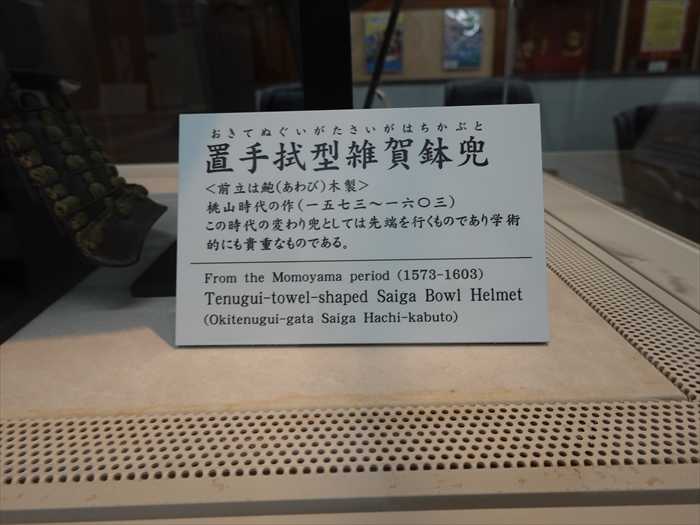 おきてぬぐいがたさいがはちかぶと
置手拭型雑賀鉢兜
<前立は鮑(あわび)木製>
桃山時代の作(一五七三~一六〇三)
この時代の変わり兜としては先端を行くものであり学術
的にも貴重なものである。
From the Momoyama period (1573-1603)
Tenugui-towel-shaped Saiga Bowl Helmet
(Okitenugui-gata Saiga Hachi-kabuto)